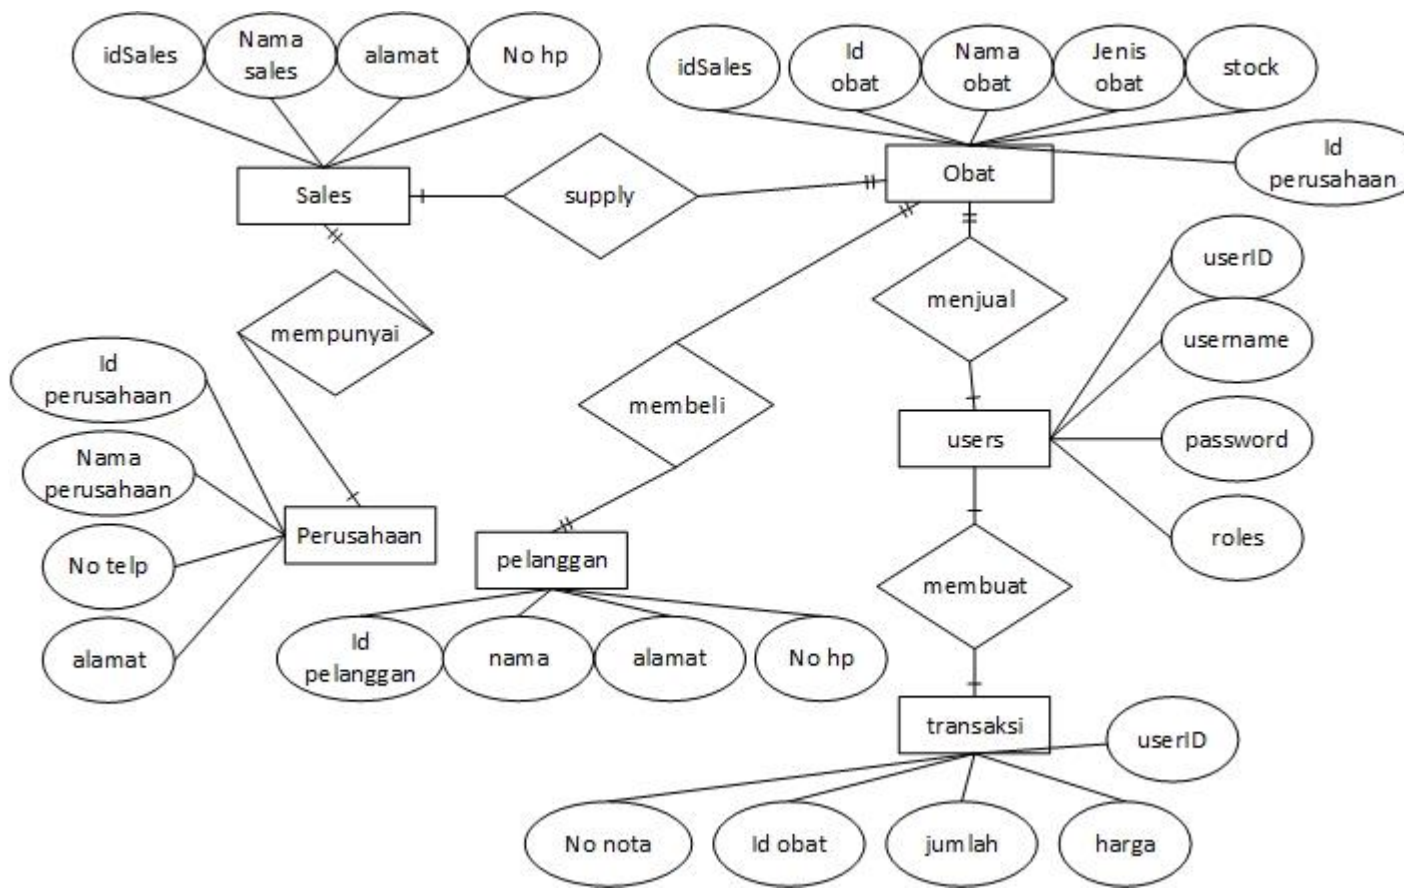 idSales
Nama
sales
alamat
No hp
idSales
Id
obat
Nama
obat
Jenis
obat
stock
Id
perusahaan
Sales
supply
Obat
userID
username
password
roles
mempunyai
menjual
membeli
users
Id
perusahaan
Nama
perusahaan
No telp
alamat
Perusahaan
pelanggan
Id
pelanggan
nama
alamat
No hp
membuat
transaksi
userID
No nota
Id obat
jumlah
harga